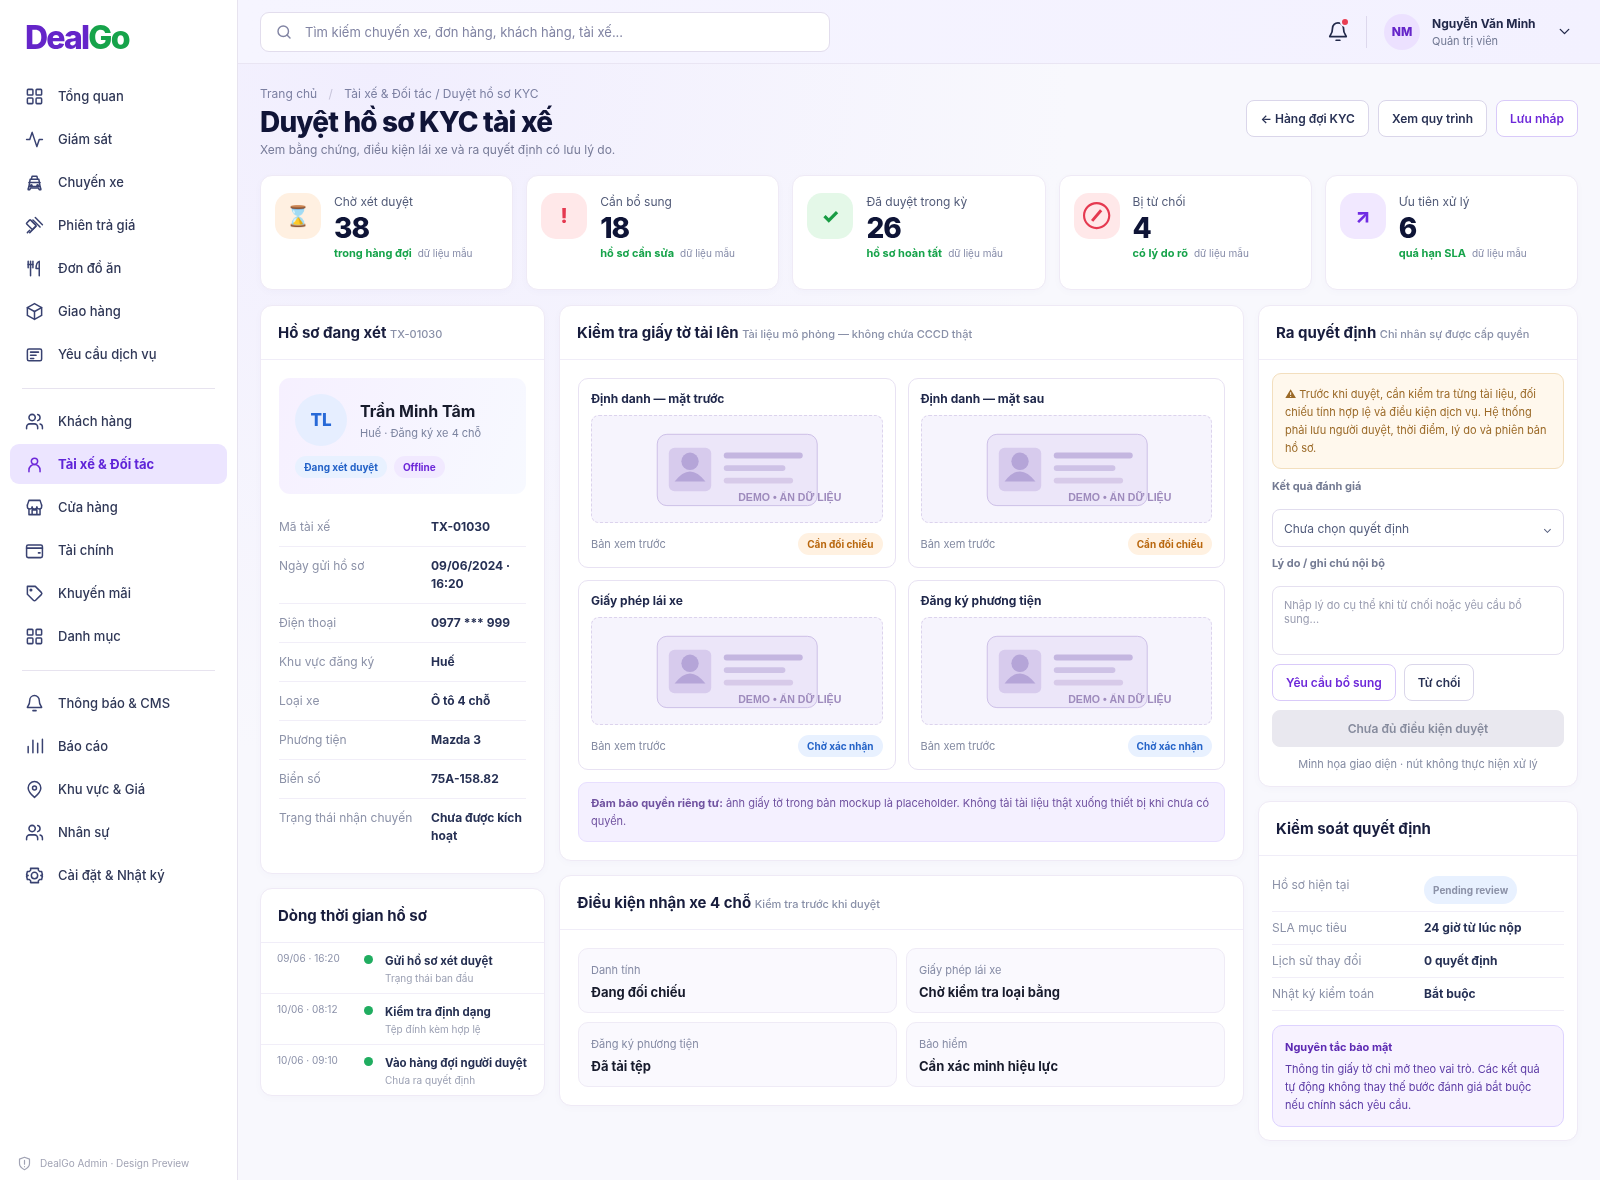 DealGo
Tổng quan
Giám sát
Chuyến xe
Phiên trả giá
Đơn đồ ăn
Giao hàng
Yêu cầu dịch vụ
Khách hàng
Tài xế & Đối tác
Cửa hàng
Tài chính
Khuyến mãi
Danh mục
Thông báo & CMS
Báo cáo
Khu vực & Giá
Nhân sự
Cài đặt & Nhật ký
DealGo Admin · Design Preview
Tìm kiếm chuyến xe, đơn hàng, khách hàng, tài xế...
NM
Nguyễn Văn Minh
Quản trị viên
Trang chủ / Tài xế & Đối tác / Duyệt hồ sơ KYC
Duyệt hồ sơ KYC tài xế
Xem bằng chứng, điều kiện lái xe và ra quyết định có lưu lý do.
← Hàng đợi KYC
Xem quy trình
Lưu nháp
Chờ xét duyệt
38
trong hàng đợi dữ liệu mẫu
Cần bổ sung
18
hồ sơ cần sửa dữ liệu mẫu
Đã duyệt trong kỳ
26
hồ sơ hoàn tất dữ liệu mẫu
Bị từ chối
4
có lý do rõ dữ liệu mẫu
Ưu tiên xử lý
6
quá hạn SLA dữ liệu mẫu
Hồ sơ đang xét TX-01030
TL
Trần Minh Tâm
Huế · Đăng ký xe 4 chỗ
Đang xét duyệt
Offline
Mã tài xế TX-01030
Ngày gửi hồ sơ 09/06/2024 ·
16:20
Điện thoại 0977 *** 999
Khu vực đăng ký Huế
Loại xe Ô tô 4 chỗ
Phương tiện Mazda 3
Biển số 75A-158.82
Trạng thái nhận chuyến Chưa được kích
hoạt
Dòng thời gian hồ sơ
09/06 · 16:20 Gửi hồ sơ xét duyệt
Trạng thái ban đầu
10/06 · 08:12 Kiểm tra định dạng
Tệp đính kèm hợp lệ
10/06 · 09:10 Vào hàng đợi người duyệt
Chưa ra quyết định
Kiểm tra giấy tờ tải lên Tài liệu mô phỏng — không chứa CCCD thật
Định danh — mặt trước
DEMO • ẨN DỮ LIỆU
Bản xem trước Cần đối chiếu
Định danh — mặt sau
DEMO • ẨN DỮ LIỆU
Bản xem trước Cần đối chiếu
Giấy phép lái xe
DEMO • ẨN DỮ LIỆU
Bản xem trước Chờ xác nhận
Đăng ký phương tiện
DEMO • ẨN DỮ LIỆU
Bản xem trước Chờ xác nhận
Đảm bảo quyền riêng tư: ảnh giấy tờ trong bản mockup là placeholder. Không tải tài liệu thật xuống thiết bị khi chưa có
quyền.
Điều kiện nhận xe 4 chỗ Kiểm tra trước khi duyệt
Danh tính
Đang đối chiếu
Giấy phép lái xe
Chờ kiểm tra loại bằng
Đăng ký phương tiện
Đã tải tệp
Bảo hiểm
Cần xác minh hiệu lực
Ra quyết định Chỉ nhân sự được cấp quyền
⚠ Trước khi duyệt, cần kiểm tra từng tài liệu, đối
chiếu tính hợp lệ và điều kiện dịch vụ. Hệ thống
phải lưu người duyệt, thời điểm, lý do và phiên bản
hồ sơ.
Kết quả đánh giá
Chưa chọn quyết định
Lý do / ghi chú nội bộ
Nhập lý do cụ thể khi từ chối hoặc yêu cầu bổ
sung...
Yêu cầu bổ sung
Từ chối
Chưa đủ điều kiện duyệt
Minh họa giao diện · nút không thực hiện xử lý
Kiểm soát quyết định
Hồ sơ hiện tại Pending review
SLA mục tiêu 24 giờ từ lúc nộp
Lịch sử thay đổi 0 quyết định
Nhật ký kiểm toán Bắt buộc
Nguyên tắc bảo mật
Thông tin giấy tờ chỉ mở theo vai trò. Các kết quả
tự động không thay thế bước đánh giá bắt buộc
nếu chính sách yêu cầu.